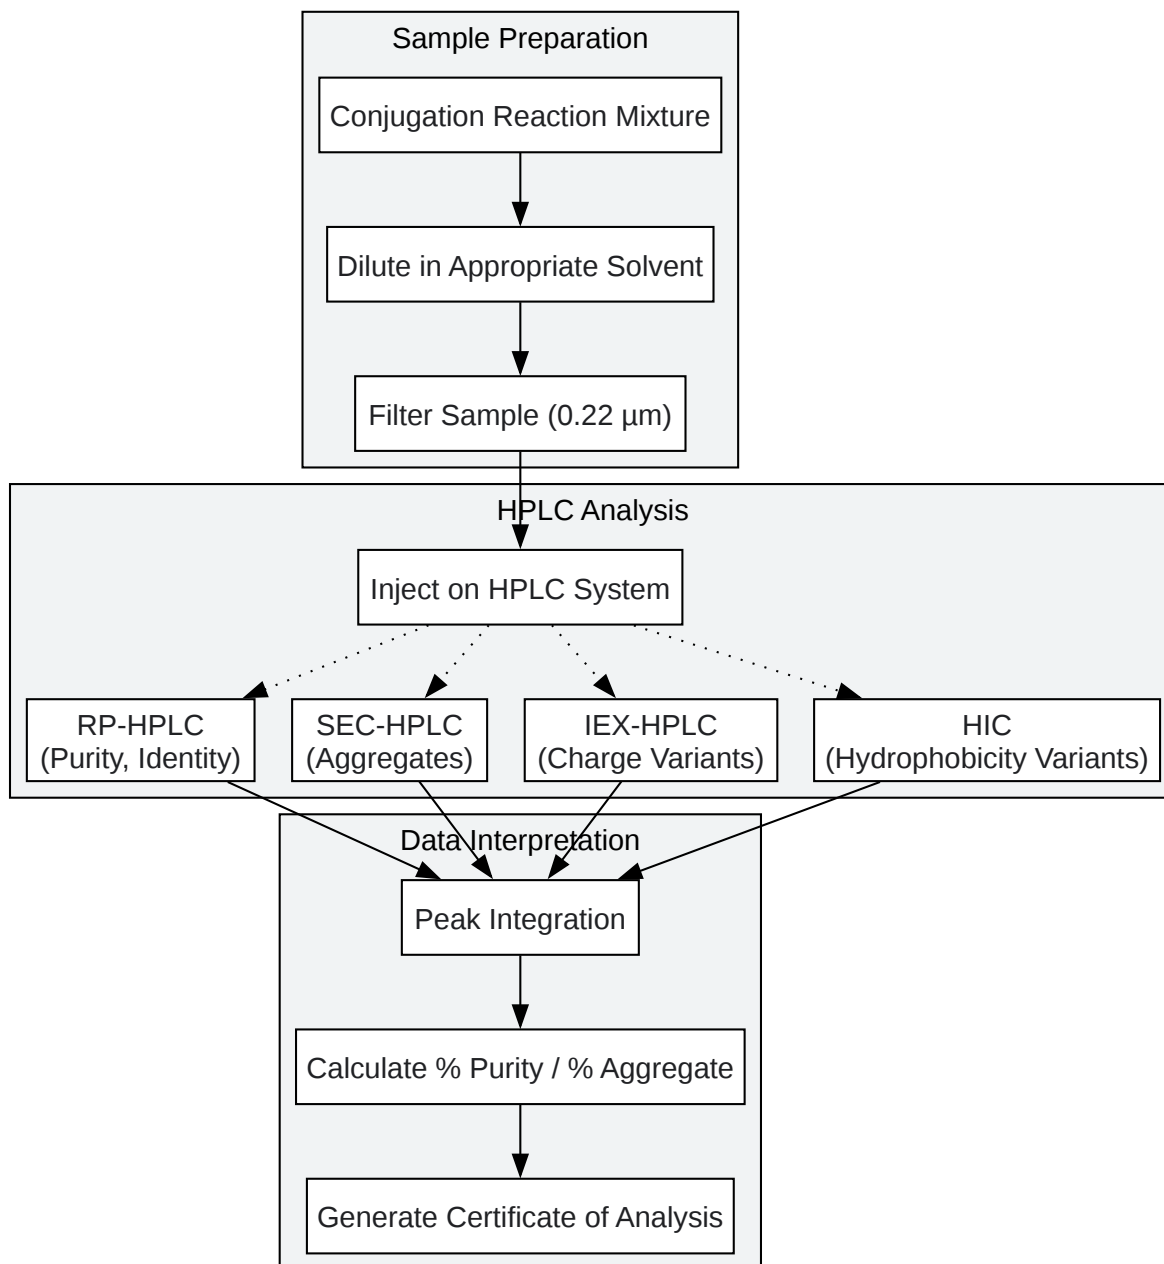 Sample Preparation
Conjugation Reaction Mixture
Dilute in Appropriate Solvent
Filter Sample (0.22 µm)
HPLC Analysis
Inject on HPLC System
RP-HPLC
(Purity, Identity)
SEC-HPLC
(Aggregates)
IEX-HPLC
(Charge Variants)
HIC
(Hydrophobicity Variants)
Data Interpretation
Peak Integration
Calculate % Purity / % Aggregate
Generate Certificate of Analysis